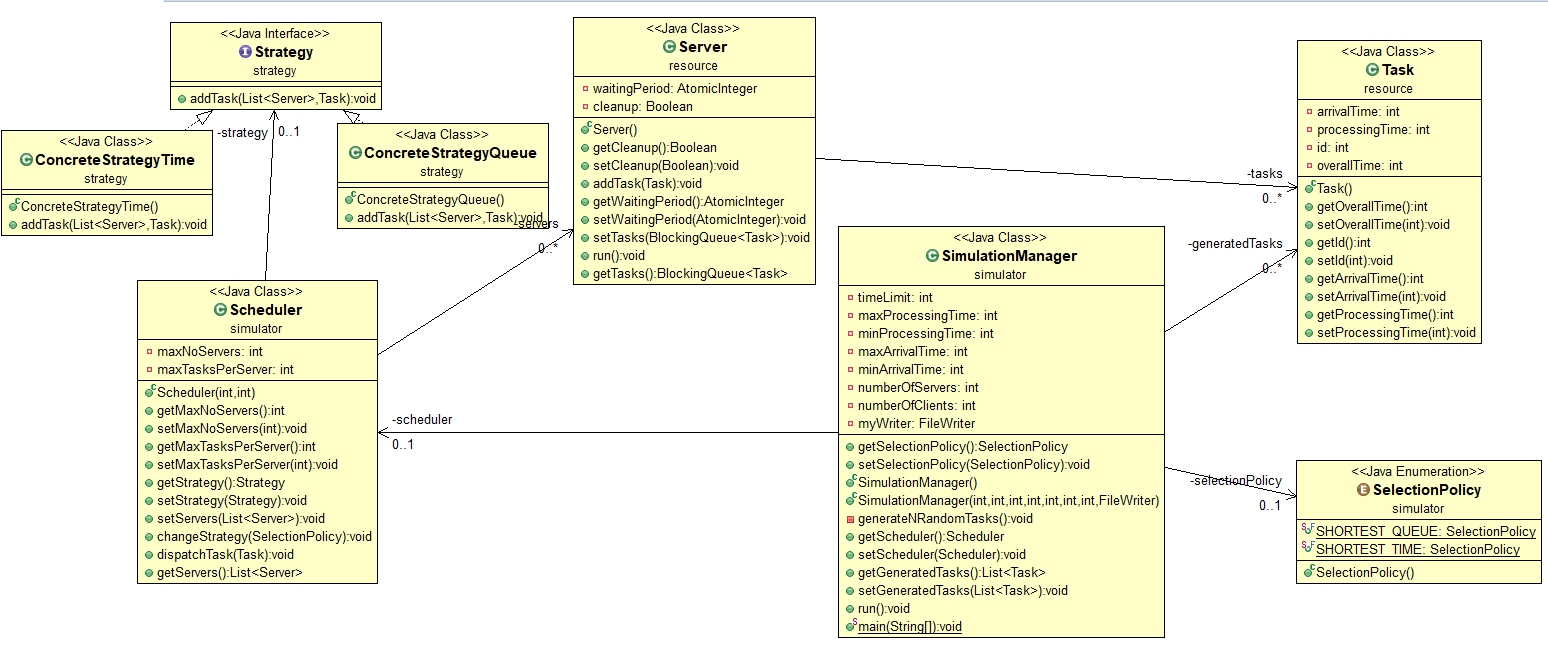 <<Java Interface>>
Strategy
strategy
addTask(List<Server>,Task):void
<<Java Class>>
ConcreteStrategyTime
strategy
ConcreteStrategyTime()
addTask(List<Server>,Task):void
-strategy
0..1
<<Java Class>>
ConcreteStrategyQueue
strategy
ConcreteStrategyQueue()
addTask(List<Server>,Task):void
<<Java Class>>
Server
resource
waitingPeriod: AtomicInteger
cleanup: Boolean
Server()
getCleanup():Boolean
setCleanup(Boolean):void
addTask(Task):void
getWaitingPeriod():AtomicInteger
setWaitingPeriod(AtomicInteger):void
setTasks(BlockingQueue<Task>):void
run():void
getTasks():BlockingQueue<Task>
-servers
0..*
-tasks
0..*
<<Java Class>>
Task
resource
arrivalTime: int
processingTime: int
id: int
overallTime: int
Task()
getOverallTime():int
setOverallTime(int):void
getId():int
setId(int):void
getArrivalTime():int
setArrivalTime(int):void
getProcessingTime():int
setProcessingTime(int):void
-generatedTasks
0..*
<<Java Class>>
Scheduler
simulator
maxNoServers: int
maxTasksPerServer: int
Scheduler(int,int)
getMaxNoServers():int
setMaxNoServers(int):void
getMaxTasksPerServer():int
setMaxTasksPerServer(int):void
getStrategy():Strategy
setStrategy(Strategy):void
setServers(List<Server>):void
changeStrategy(SelectionPolicy):void
dispatchTask(Task):void
getServers():List<Server>
-scheduler
0..1
<<Java Class>>
SimulationManager
simulator
timeLimit: int
maxProcessingTime: int
minProcessingTime: int
maxArrivalTime: int
minArrivalTime: int
numberOfServers: int
numberOfClients: int
myWriter: FileWriter
getSelectionPolicy():SelectionPolicy
setSelectionPolicy(SelectionPolicy):void
SimulationManager()
SimulationManager(int,int,int,int,int,int,int,FileWriter)
generateNRandomTasks():void
getScheduler():Scheduler
setScheduler(Scheduler):void
getGeneratedTasks():List<Task>
setGeneratedTasks(List<Task>):void
run():void
main(String[]):void
-selectionPolicy
0..1
<<Java Enumeration>>
SelectionPolicy
simulator
SHORTEST_QUEUE: SelectionPolicy
SHORTEST_TIME: SelectionPolicy
SelectionPolicy()